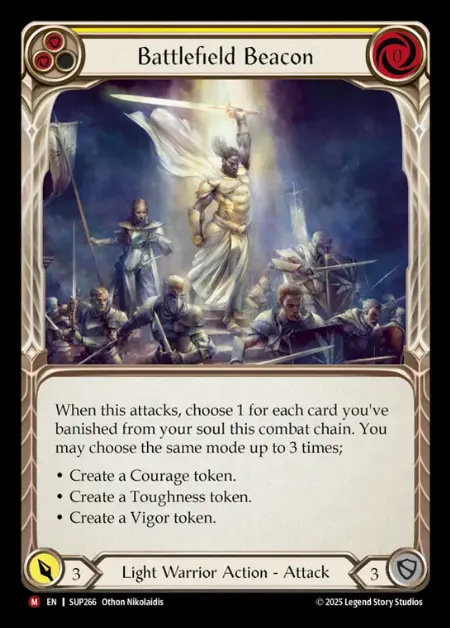 Battlefield Beacon
0
When this attacks, choose 1 for each card you've
banished from your soul this combat chain. You
may choose the same mode up to 3 times;
• Create a Courage token.
• Create a Toughness token.
• Create a Vigor token.
3 Light Warrior Action - Attack 3
M EN | SUP266 Othon Nikolaidis © 2025 Legend Story Studios